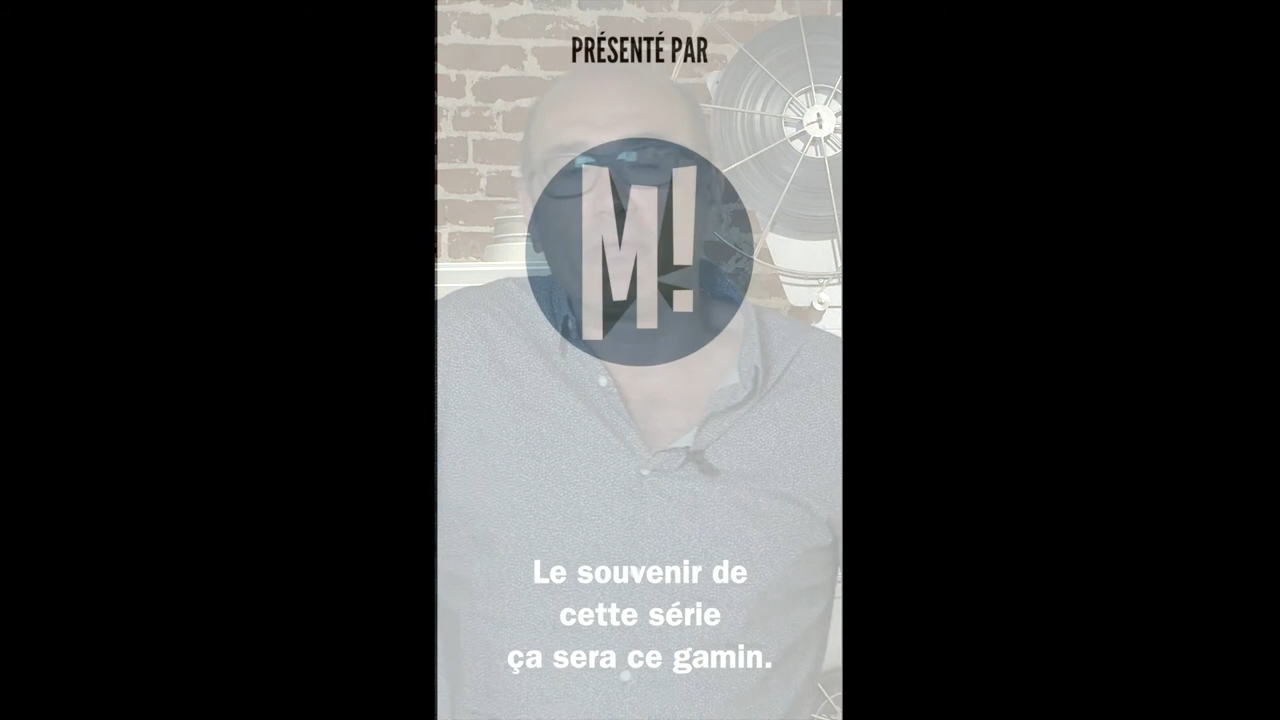 PRÉSENTÉ PAR
M!
Le souvenir de
cette série
ça sera ce gamin.